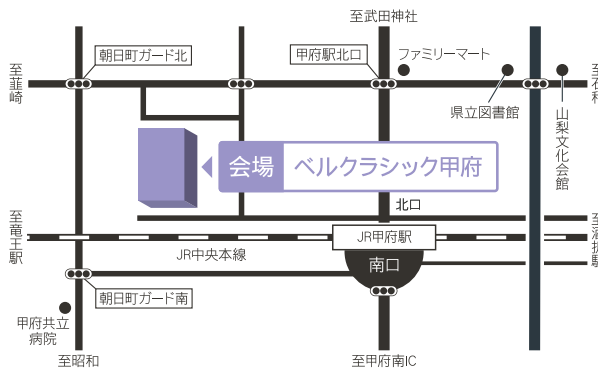 至武田神社
朝日町ガード北
甲府駅北口
ファミリーマート
至韮崎
県立図書館
山梨文化会館
会場
ベルクラシック甲府
北口
至竜王駅
JR甲府駅
JR中央本線
南口
朝日町ガード南
甲府共立
病院
至昭和
至甲府南IC